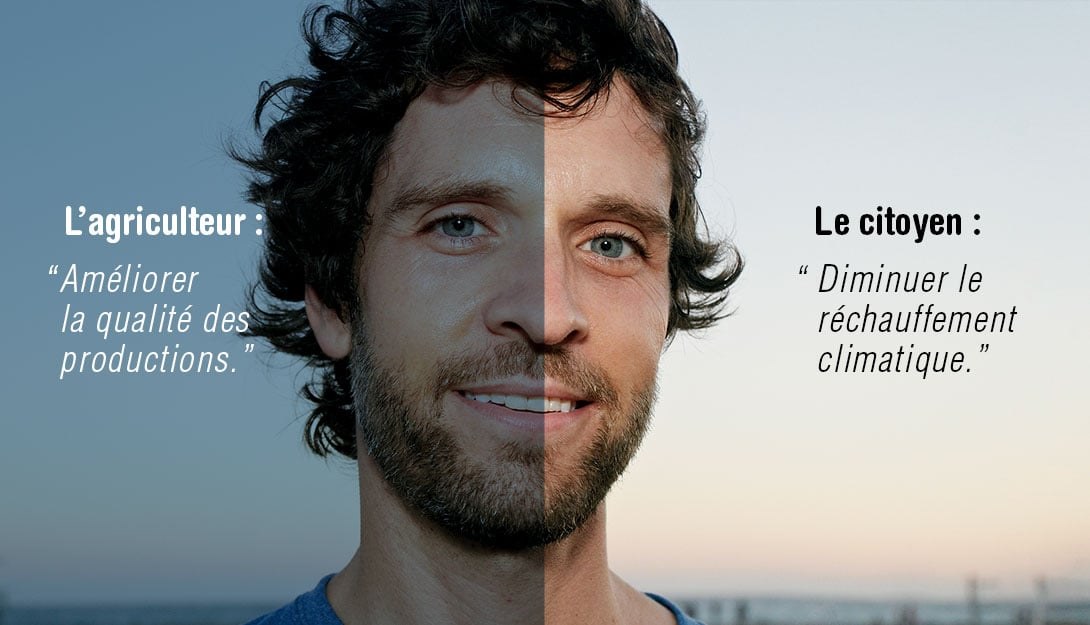 L’agriculteur :
“ Améliorer
la qualité des
productions. ”
Le citoyen :
“ Diminuer le
réchauffement
climatique. ”